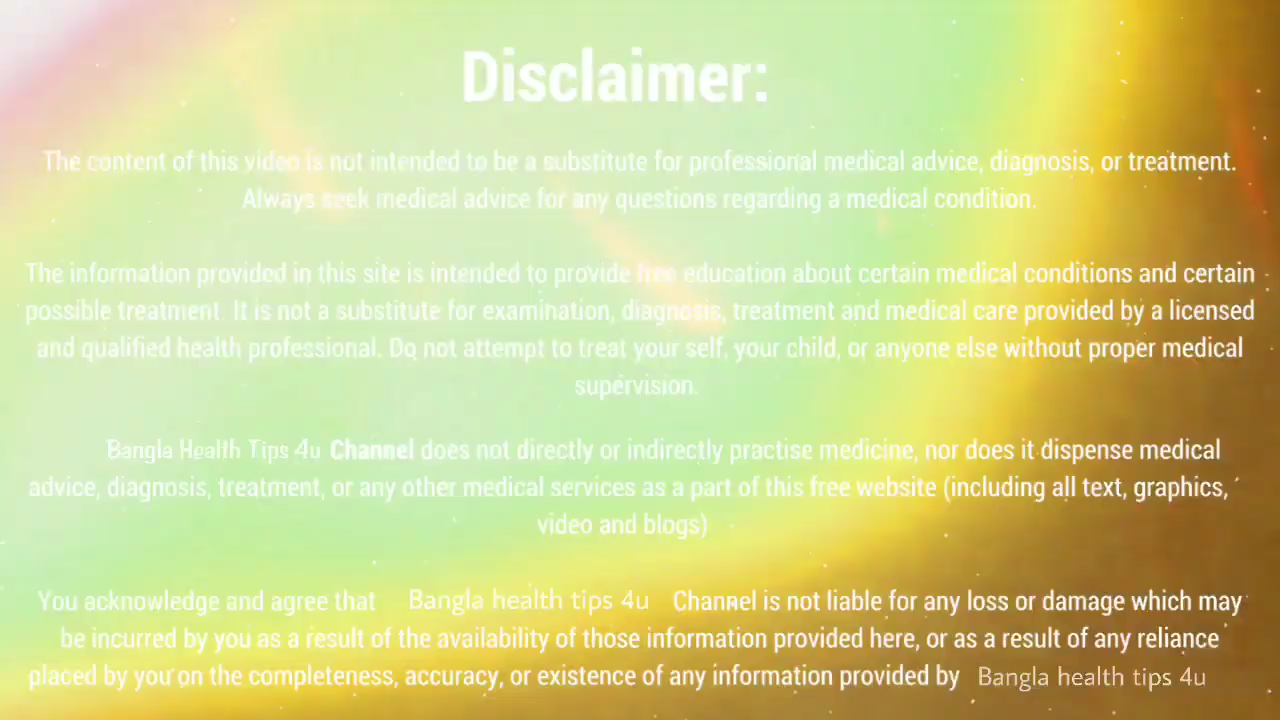 Disclaimer:
The content of this video is not intended to be a substitute for professional medical advice, diagnosis, or treatment.
Always seek medical advice for any questions regarding a medical condition.
The information provided in this site is intended to provide free education about certain medical conditions and certain
possible treatment. It is not a substitute for examination, diagnosis, treatment and medical care provided by a licensed
and qualified health professional. Do not attempt to treat your self, your child, or anyone else without proper medical
supervision.
Bangla Health Tips 4u Channel does not directly or indirectly practise medicine, nor does it dispense medical
advice, diagnosis, treatment, or any other medical services as a part of this free website (including all text, graphics,
video and blogs)
You acknowledge and agree that Bangla health tips 4u Channel is not liable for any loss or damage which may
be incurred by you as a result of the availability of those information provided here, or as a result of any reliance
placed by you on the completeness, accuracy, or existence of any information provided by Bangla health tips 4u